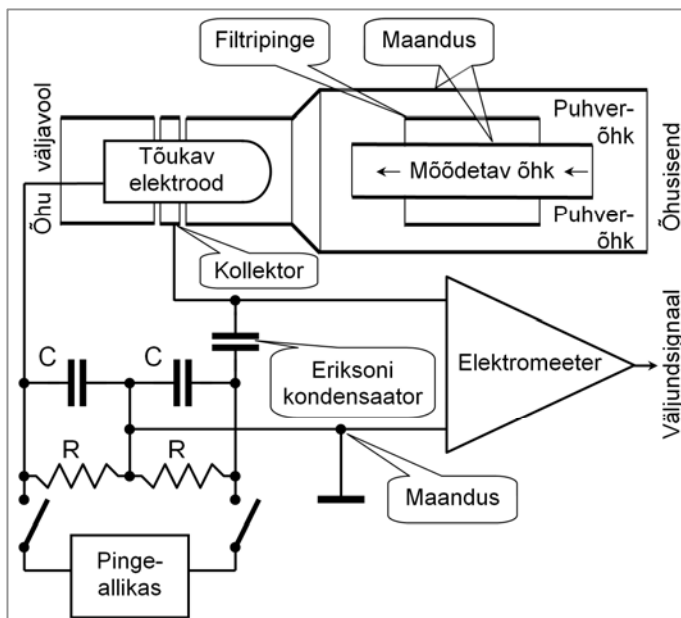 Filtripinge
Maandus
Õhu väljavool
Tõukav
elektrood
Puhver-
õhk
← Mõõdetav õhk ←
Puhver-
õhk
Õhusisend
Kollektor
C
C
Eriksoni
kondensaator
Elektromeeter
Väljundsignaal
R
R
Maandus
Pinge-
allikas